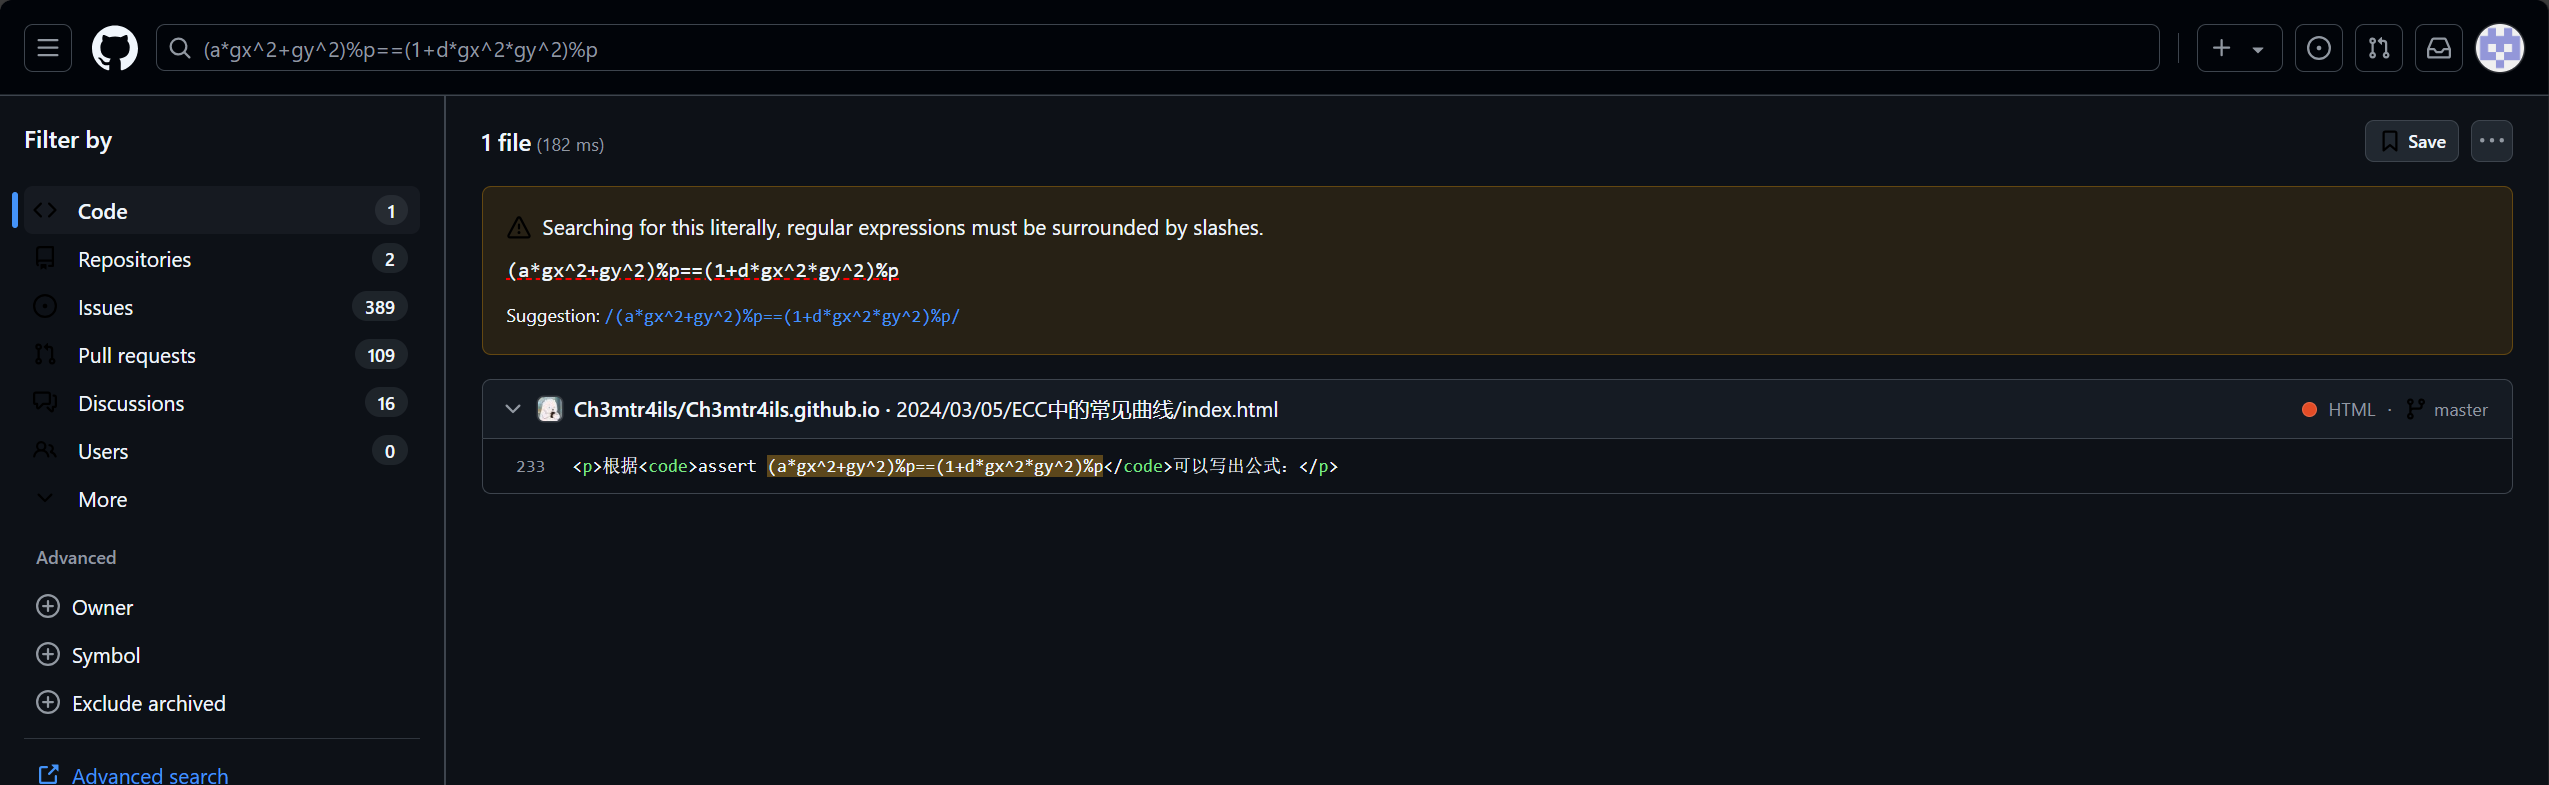 (a*gx^2+gy^2)%p==(1+d*gx^2*gy^2)%p
Filter by
Code 1
Repositories 2
Issues 389
Pull requests 109
Discussions 16
Users 0
More
Advanced
Owner
Symbol
Exclude archived
Advanced search
1 file (182 ms)
Save
Searching for this literally, regular expressions must be surrounded by slashes.
(a*gx^2+gy^2)%p==(1+d*gx^2*gy^2)%p
Suggestion: /(a*gx^2+gy^2)%p==(1+d*gx^2*gy^2)%p/
Ch3mtr4ils/Ch3mtr4ils.github.io · 2024/03/05/ECC中的常见曲线/index.html
HTML · master
233 <p>根据<code>assert (a*gx^2+gy^2)%p==(1+d*gx^2*gy^2)%p</code>可以写出公式：</p>